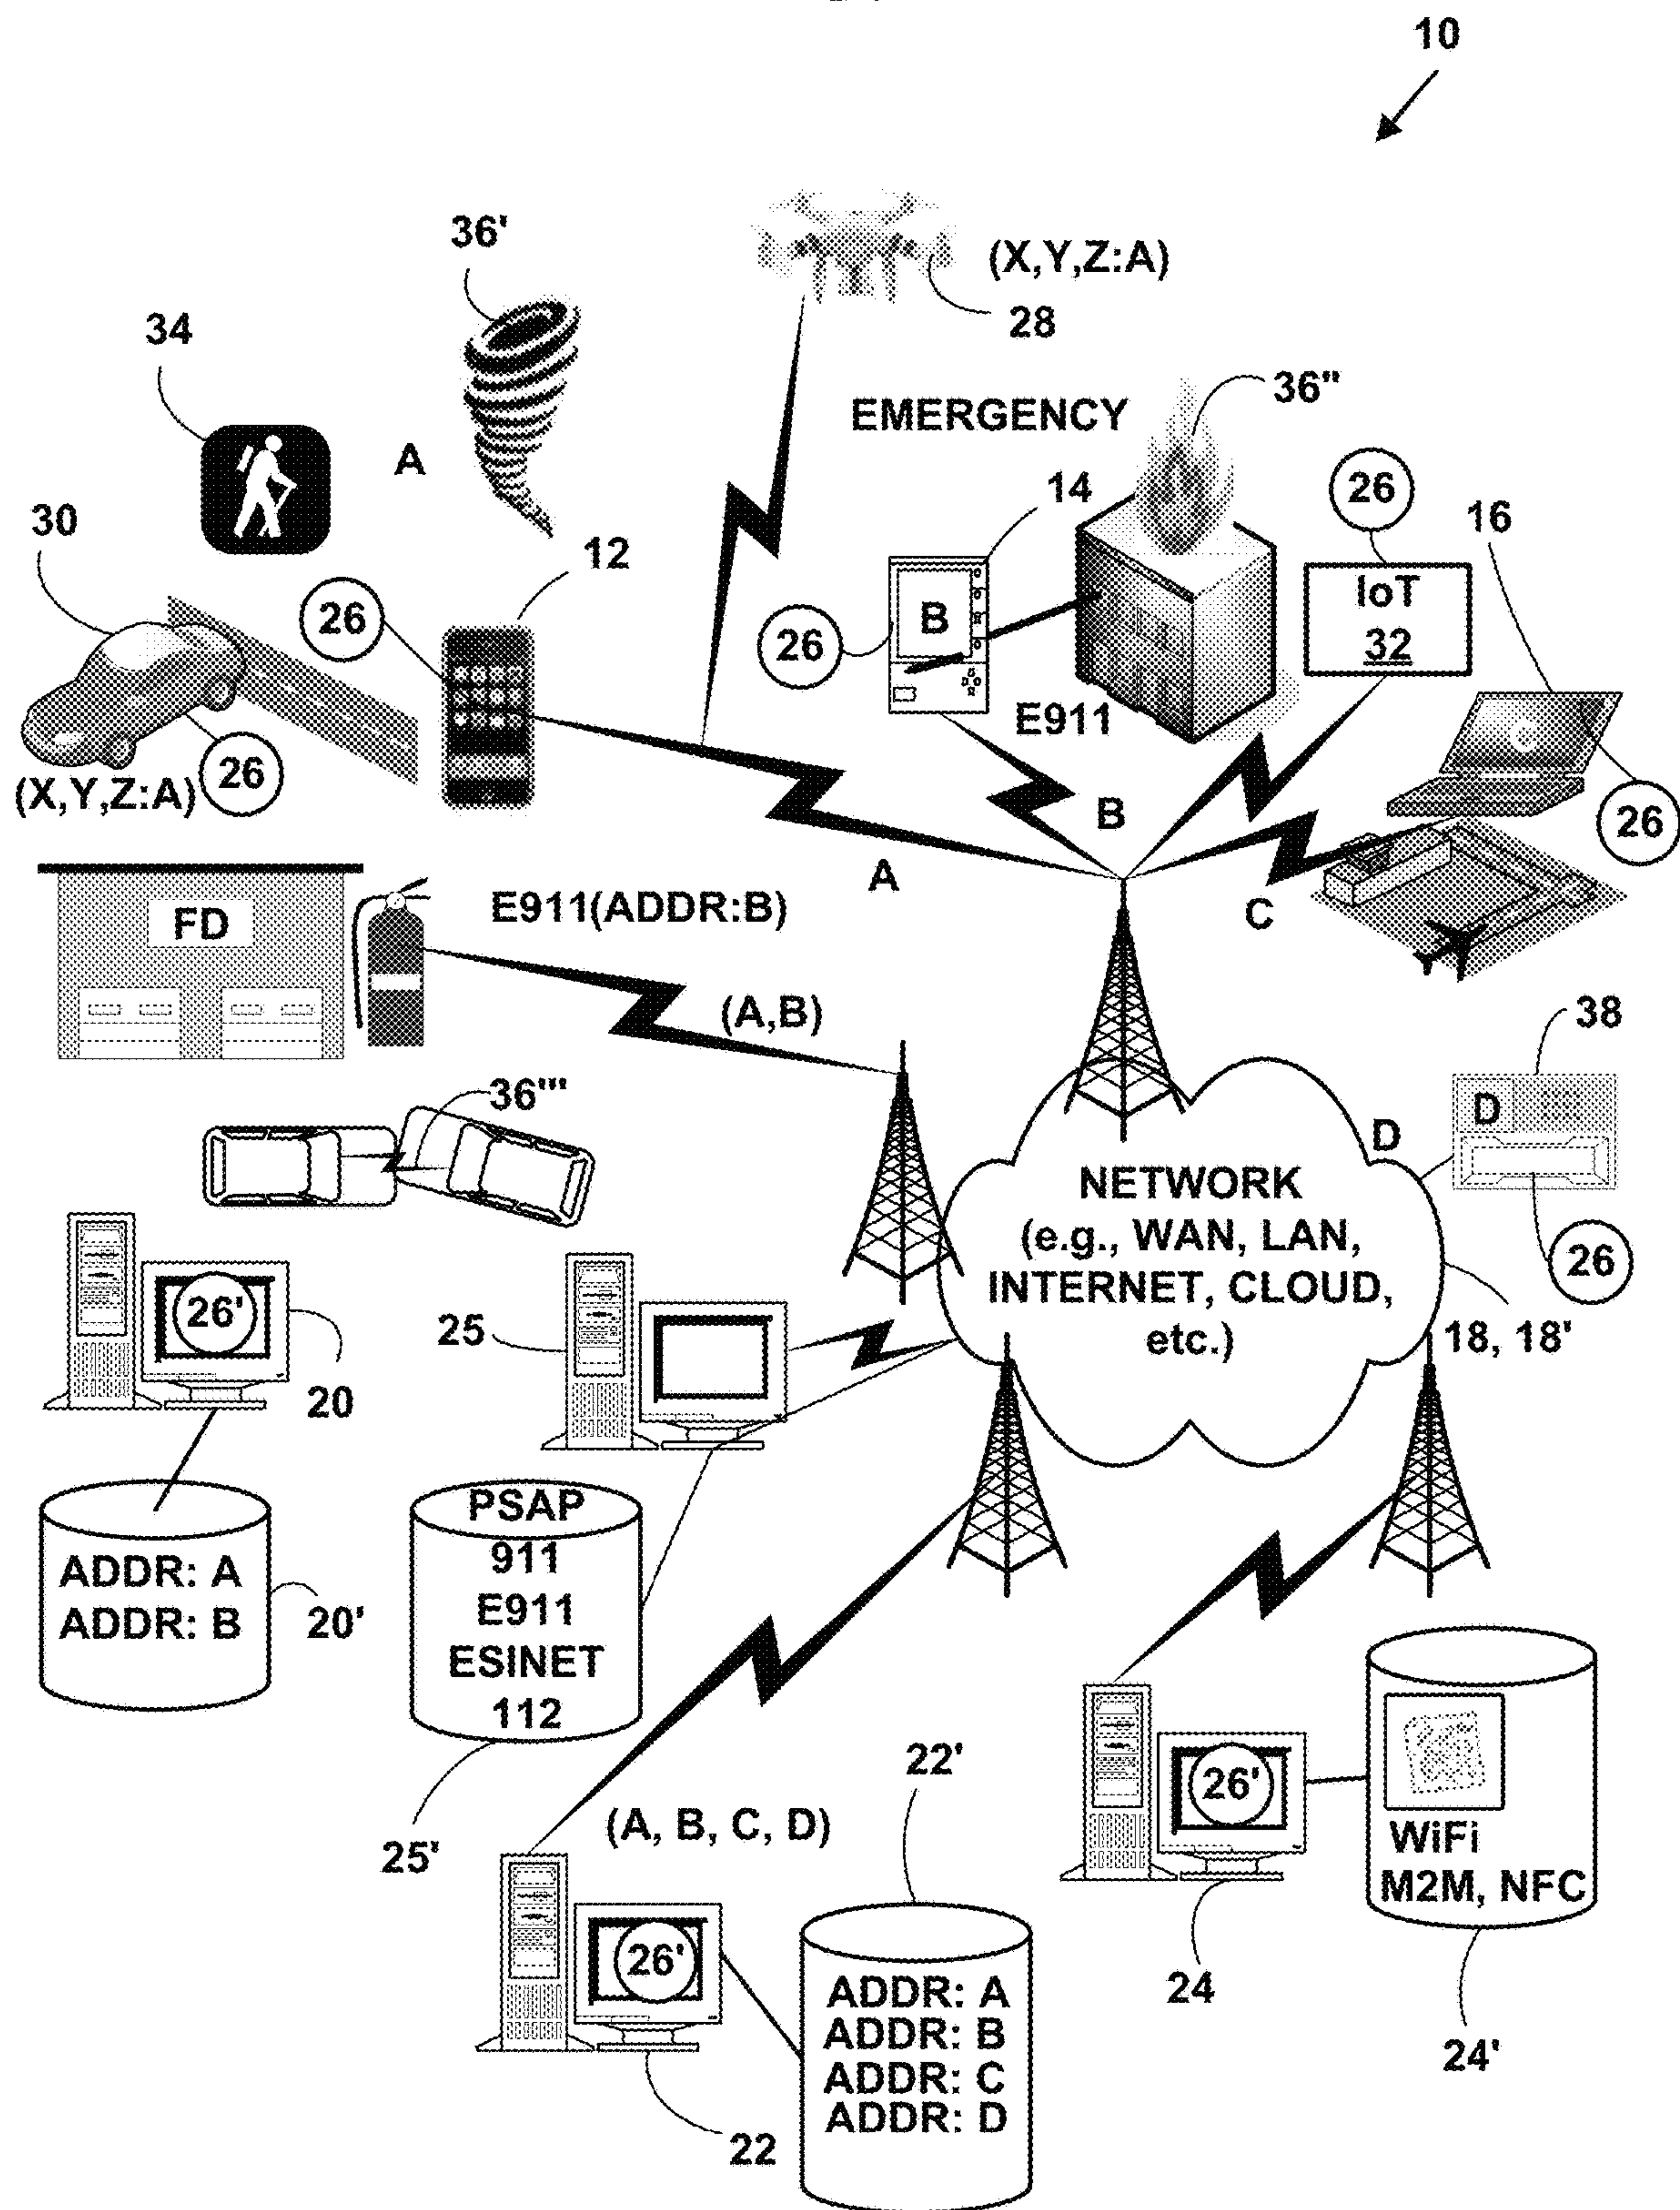 10
36'
(X,Y,Z:A)
28
34
A
EMERGENCY
36"
26
14
16
30
12
IoT
32
26
B
26
E911
26
(X,Y,Z:A)
26
B
A
C
FD
E911(ADDR:B)
(A,B)
38
D
D
36'''
NETWORK
(e.g., WAN, LAN,
INTERNET, CLOUD,
etc.)
26
18, 18'
26'
20
25
PSAP
911
E911
ESINET
112
ADDR: A
ADDR: B
20'
25'
(A, B, C, D)
22'
26'
WiFi
M2M, NFC
24
24'
26'
22
ADDR: A
ADDR: B
ADDR: C
ADDR: D